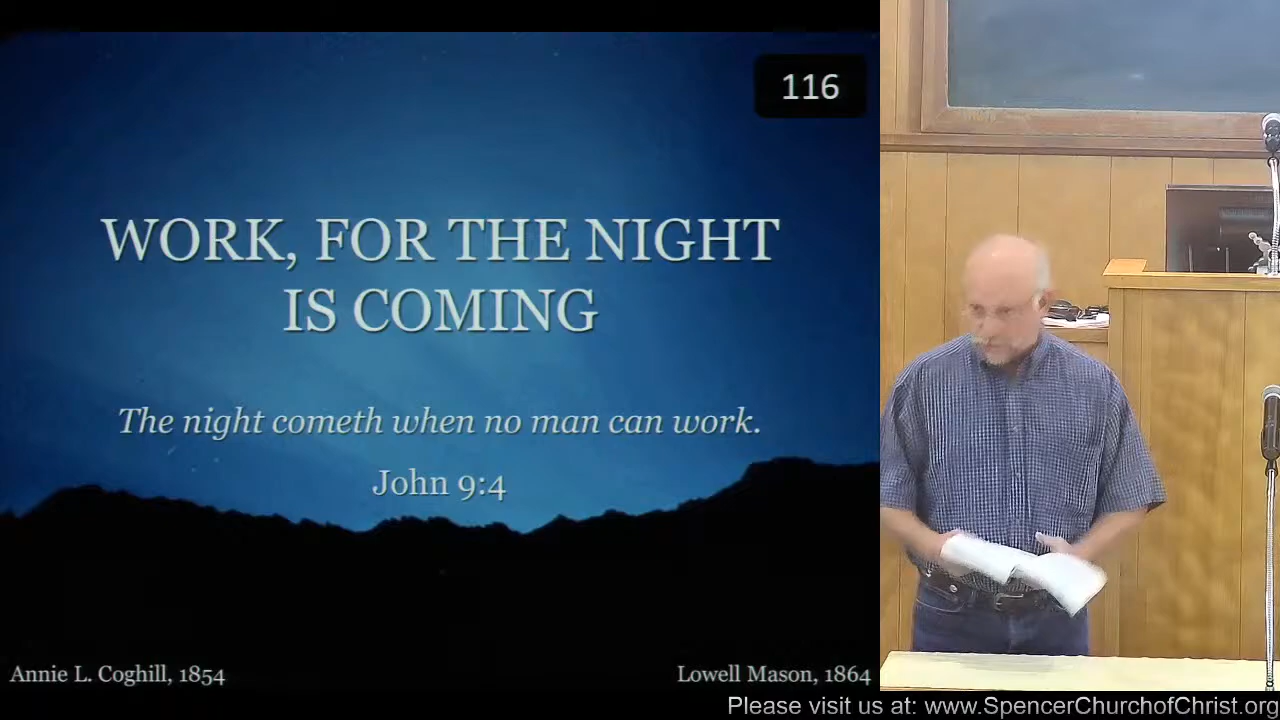 116
WORK, FOR THE NIGHT
IS COMING
The night cometh when no man can work.
John 9:4
Annie L. Coghill, 1854
Lowell Mason, 1864
Please visit us at: www.SpencerChurchofChrist.org